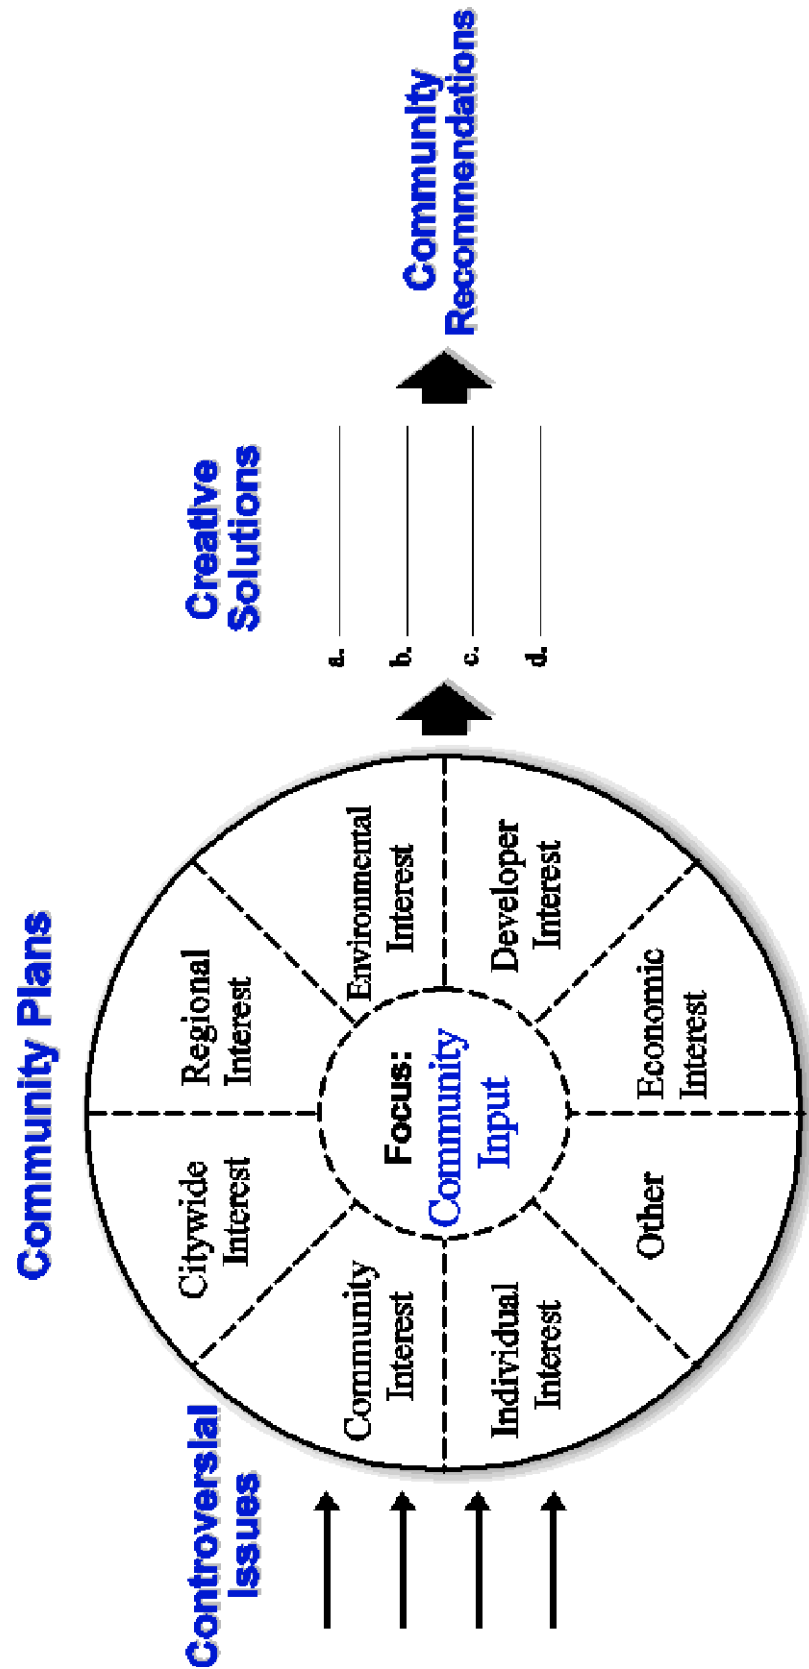 Community Plans
Controversial
Issues
Creative
Solutions
Community
Recommendations
Citywide
Interest
Regional
Interest
Community
Interest
Environmental
Interest
Focus:
Community
Input
Individual
Interest
Developer
Interest
Other
Economic
Interest
a.
b.
c.
d.